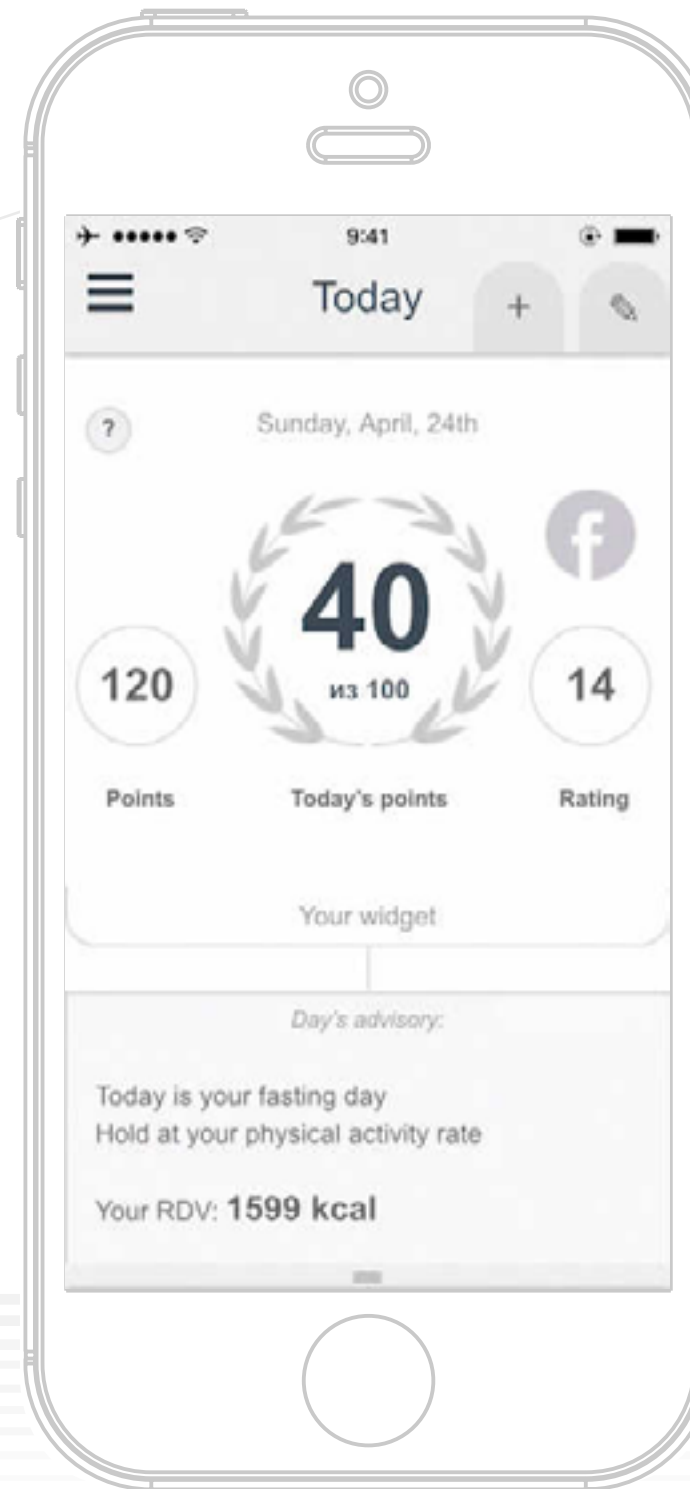 9:41
Today
+
?
Sunday, April, 24th
f
40
из 100
120
14
Points
Today's points
Rating
Your widget
Day's advisory:
Today is your fasting day
Hold at your physical activity rate
Your RDV: 1599 kcal